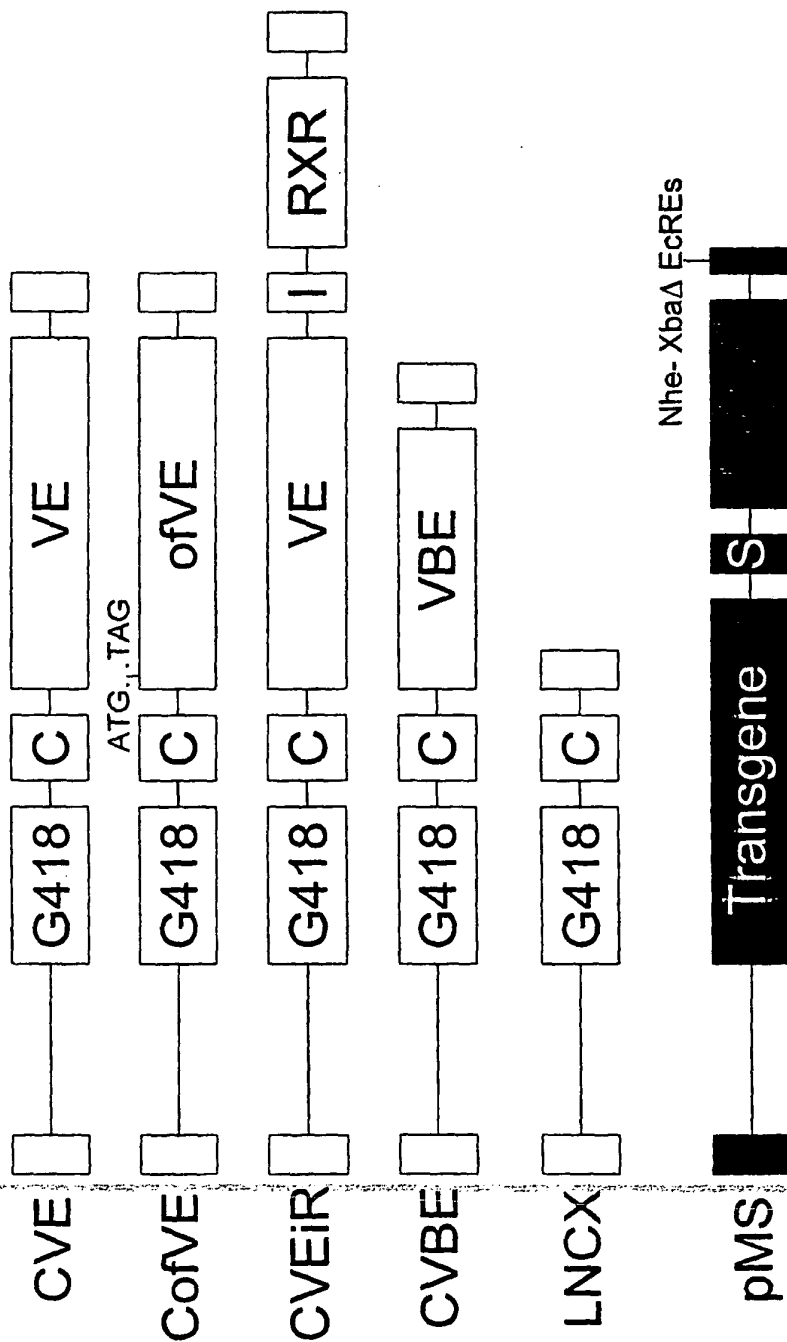 CVE G418 C VE
ATG...TAG
CofVE G418 C ofVE
CVEiR G418 C VE I RXR
CVBE G418 C VBE
LNCX G418 C
Nhe- XbaΔ EcREs
pMS Transgene S